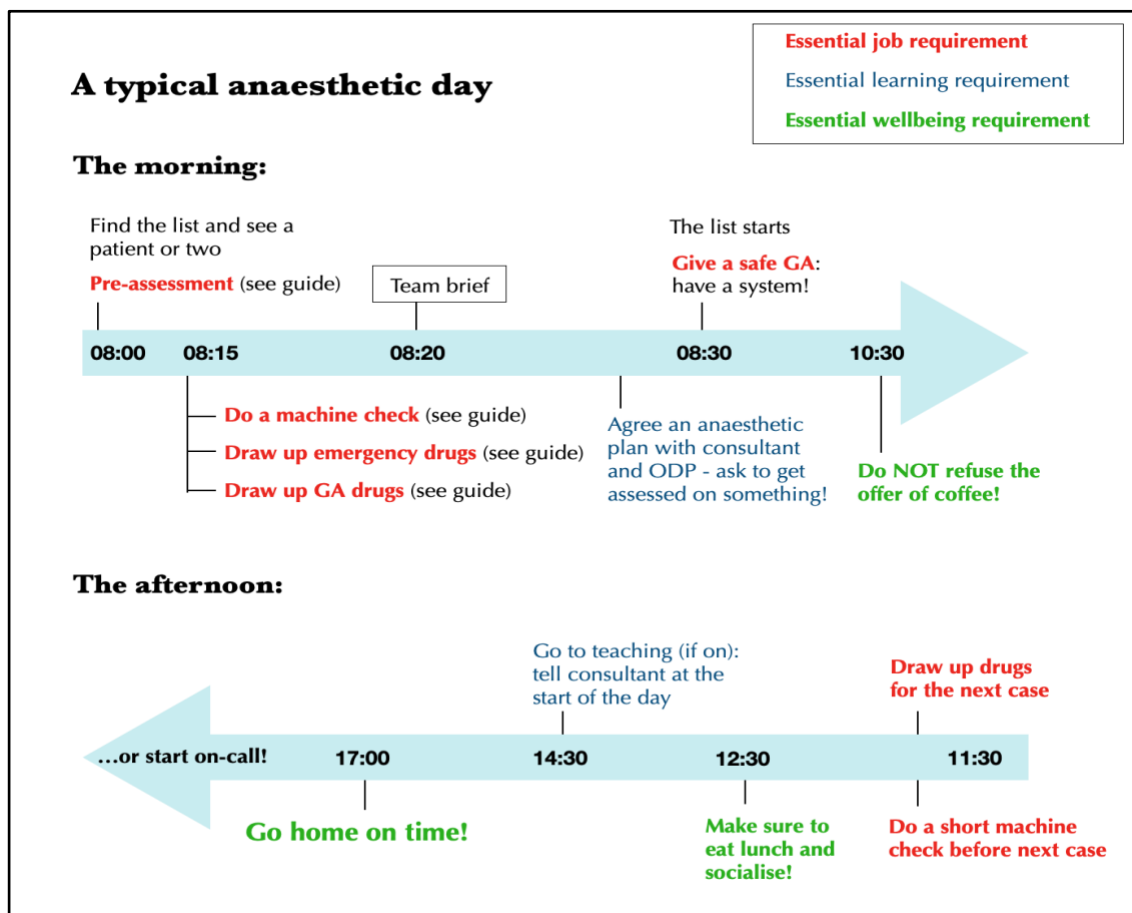 Essential job requirement
Essential learning requirement
Essential wellbeing requirement
A typical anaesthetic day
The morning:
Find the list and see a
patient or two
Pre-assessment (see guide)
Team brief
The list starts
Give a safe GA:
have a system!
08:00
08:15
08:20
08:30
10:30
Do a machine check (see guide)
Draw up emergency drugs (see guide)
Draw up GA drugs (see guide)
Agree an anaesthetic
plan with consultant
and ODP - ask to get
assessed on something!
Do NOT refuse the
offer of coffee!
The afternoon:
Go to teaching (if on):
tell consultant at the
start of the day
Draw up drugs
for the next case
...or start on-call!
17:00
14:30
12:30
11:30
Go home on time!
Make sure to
eat lunch and
socialise!
Do a short machine
check before next case